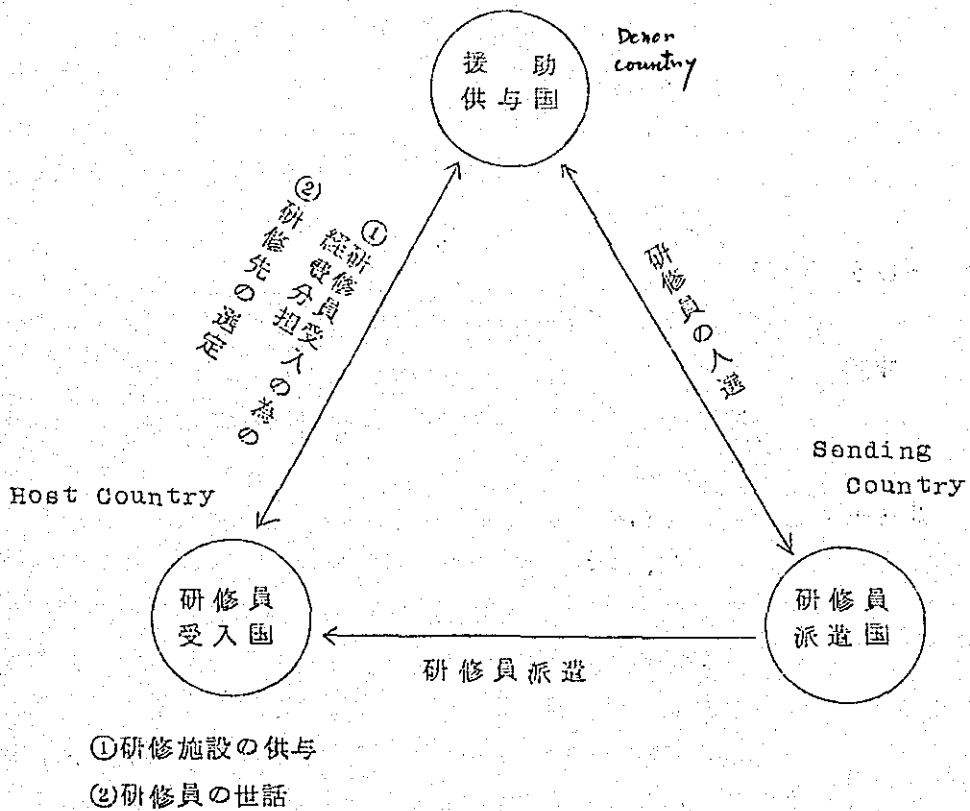 援助
供与国
Donor
country
①研修員受入の為の
経費分担
②研修先の選定
研修員の人選
Host Country
Sending
Country
研修員
受入国
研修員
派遣国
研修員派遣
①研修施設の供与
②研修員の世話